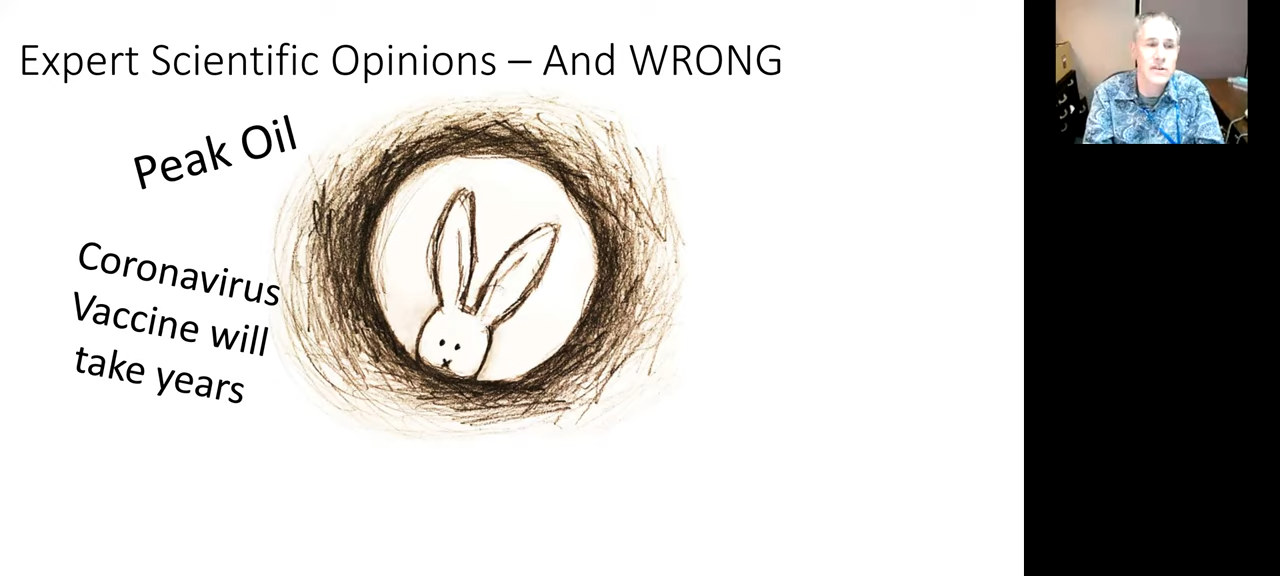 Expert Scientific Opinions – And WRONG
Peak Oil
Coronavirus
Vaccine will
take years